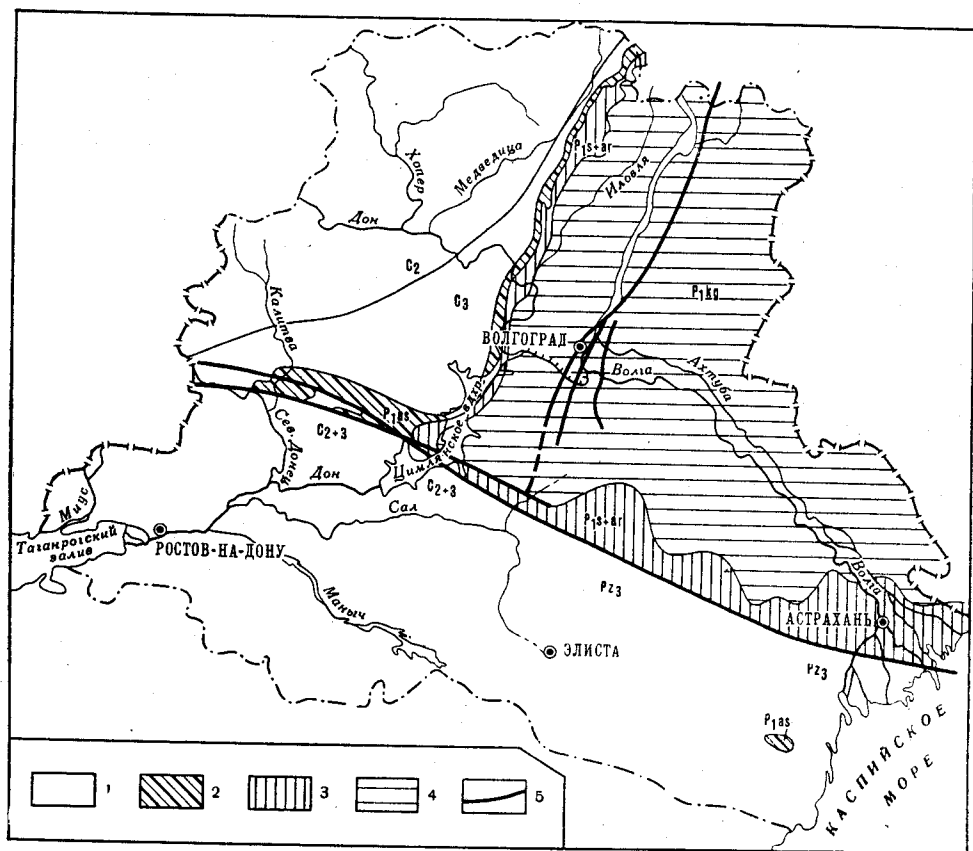 Хопер
Медведица
P₁s+ar
Иловля
Дон
C₂
C₃
P₁kg
Калитва
ВОЛГОГРАД
Волга
Ахтуба
P₁as
Цимлянское вдхр.
C₂₊₃
Сев. Донец
Дон
C₂₊₃
Сал
Миус
Таганрогский
залив
РОСТОВ-НА-ДОНУ
P₁s+ar
Маныч
Pz₃
Волга
АСТРАХАНЬ
ЭЛИСТА
Pz₃
P₁as
КАСПИЙСКОЕ
МОРЕ
1
2
3
4
5